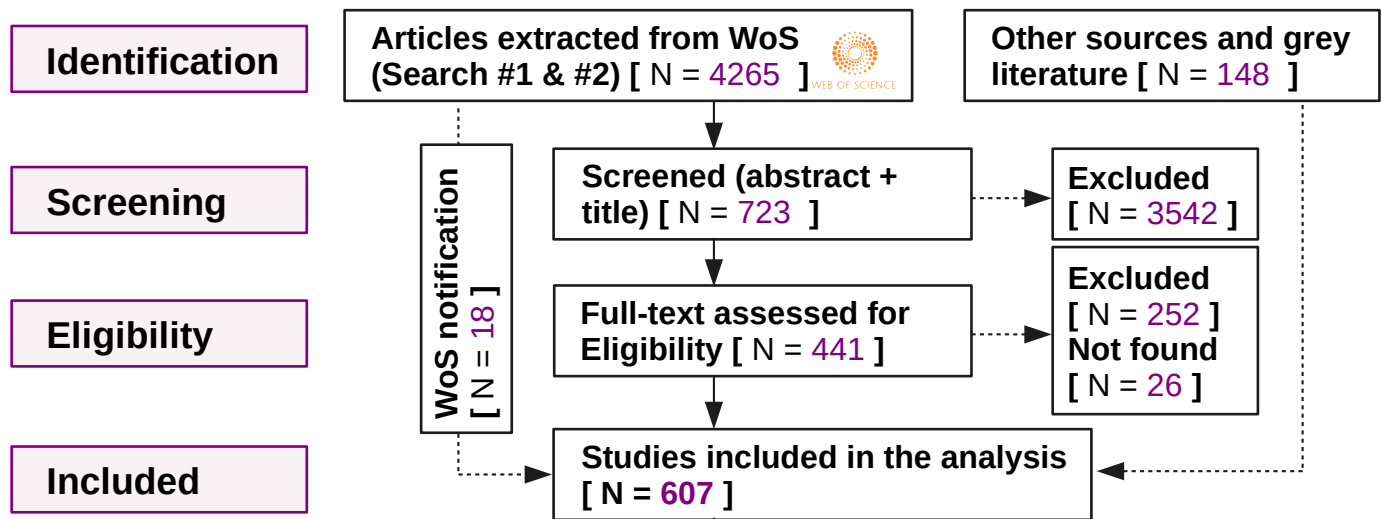 Identification
Articles extracted from WoS
(Search #1 & #2) [ N = 4265 ]
WEB OF SCIENCE
Other sources and grey
literature [ N = 148 ]
Screening
WoS notification
[ N = 18 ]
Screened (abstract +
title) [ N = 723 ]
Excluded
[ N = 3542 ]
Eligibility
Full-text assessed for
Eligibility [ N = 441 ]
Excluded
[ N = 252 ]
Not found
[ N = 26 ]
Included
Studies included in the analysis
[ N = 607 ]